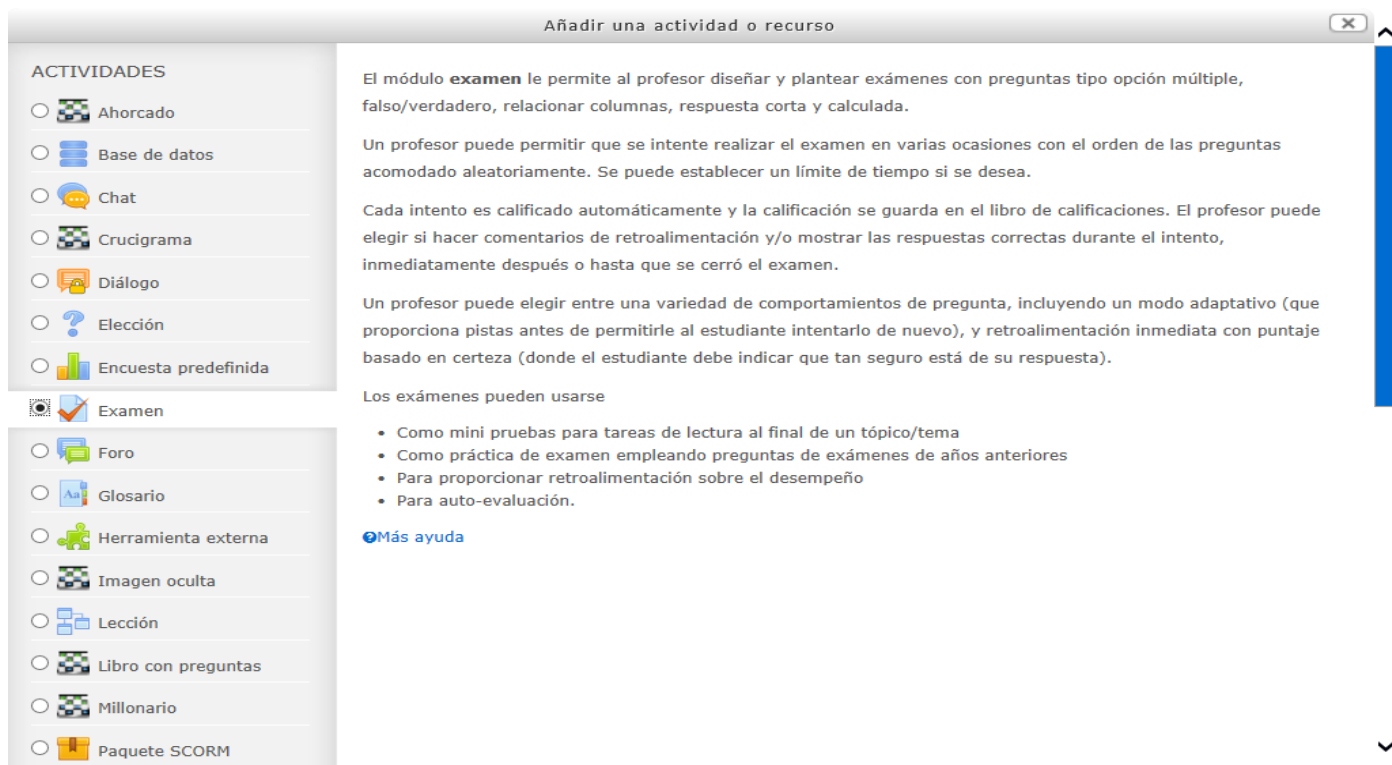 Añadir una actividad o recurso
ACTIVIDADES
Ahorcado
Base de datos
Chat
Crucigrama
Diálogo
Elección
Encuesta predefinida
Examen
Foro
Glosario
Herramienta externa
Imagen oculta
Lección
Libro con preguntas
Millonario
Paquete SCORM
El módulo examen le permite al profesor diseñar y plantear exámenes con preguntas tipo opción múltiple,
falso/verdadero, relacionar columnas, respuesta corta y calculada.
Un profesor puede permitir que se intente realizar el examen en varias ocasiones con el orden de las preguntas
acomodado aleatoriamente. Se puede establecer un límite de tiempo si se desea.
Cada intento es calificado automáticamente y la calificación se guarda en el libro de calificaciones. El profesor puede
elegir si hacer comentarios de retroalimentación y/o mostrar las respuestas correctas durante el intento,
inmediatamente después o hasta que se cerró el examen.
Un profesor puede elegir entre una variedad de comportamientos de pregunta, incluyendo un modo adaptativo (que
proporciona pistas antes de permitirle al estudiante intentarlo de nuevo), y retroalimentación inmediata con puntaje
basado en certeza (donde el estudiante debe indicar que tan seguro está de su respuesta).
Los exámenes pueden usarse
• Como mini pruebas para tareas de lectura al final de un tópico/tema
• Como práctica de examen empleando preguntas de exámenes de años anteriores
• Para proporcionar retroalimentación sobre el desempeño
• Para auto-evaluación.
Más ayuda